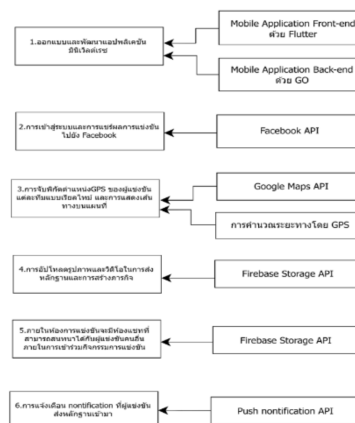 1.ออกแบบและพัฒนาแอปพลิเคชัน
มินิเวิลด์เรซ
Mobile Application Front-end
ด้วย Flutter
Mobile Application Back-end
ด้วย GO
2.การเข้าสู่ระบบและการแชร์ผลการแข่งขัน
ไปยัง Facebook
Facebook API
3.การจับพิกัดตำแหน่งGPS ของผู้แข่งขัน
แต่ละทีมแบบเรียลไทม์ และการแสดงเส้น
ทางบนแผนที่
Google Maps API
การคำนวณระยะทางโดย GPS
4.การอัปโหลดรูปภาพและวิดีโอในการส่ง
หลักฐานและการสร้างภารกิจ
Firebase Storage API
5.ภายในห้องการแข่งขันจะมีห้องแชทที่
สามารถสนทนาได้กับผู้แข่งขันคนอื่น
ภายในการเข้าร่วมกิจกรรมการแข่งขัน
Firebase Storage API
6.การแจ้งเตือน nontification ที่ผู้แข่งขัน
ส่งหลักฐานเข้ามา
Push nontification API